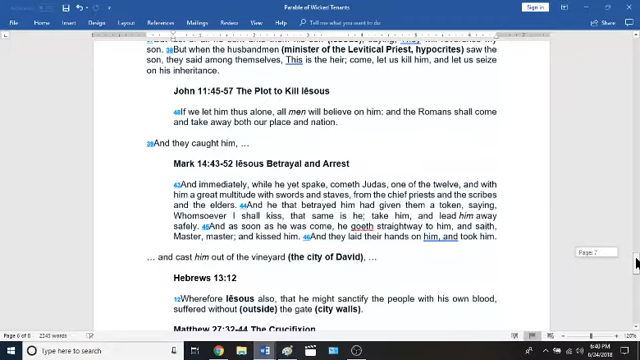 Parable of Wicked Tenants
Sign in
File Home Insert Design Layout References Mailings Review View Help Tell me what you want to do
son. 38But when the husbandmen (minister of the Levitical Priest, hypocrites) saw the
son, they said among themselves, This is the heir; come, let us kill him, and let us seize
on his inheritance.
John 11:45-57 The Plot to Kill Iēsous
48If we let him thus alone, all men will believe on him: and the Romans shall come
and take away both our place and nation.
39And they caught him, …
Mark 14:43-52 Iēsous Betrayal and Arrest
43And immediately, while he yet spake, cometh Judas, one of the twelve, and with
him a great multitude with swords and staves, from the chief priests and the scribes
and the elders. 44And he that betrayed him had given them a token, saying,
Whomsoever I shall kiss, that same is he; take him, and lead him away
safely. 45And as soon as he was come, he goeth straightway to him, and saith,
Master, master; and kissed him. 46And they laid their hands on him, and took him.
Page: 7
… and cast him out of the vineyard (the city of David), …
Hebrews 13:12
12Wherefore Iēsous also, that he might sanctify the people with his own blood,
suffered without (outside) the gate (city walls).
Matthew 27:32-44 The Crucifixion
2243 words
120%
Type here to search
6:40 PM
6/24/2018